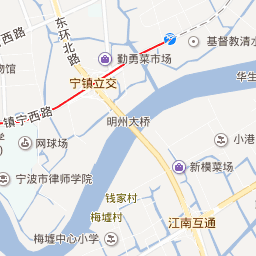 东环北路
西路
基督教清水
勤勇菜市场
物馆
宁镇立交
华生
镇宁西路
明州大桥
网球场
小港
新模菜场
宁波市律师学院
钱家村
梅墟村
江南互通
梅墟中心小学